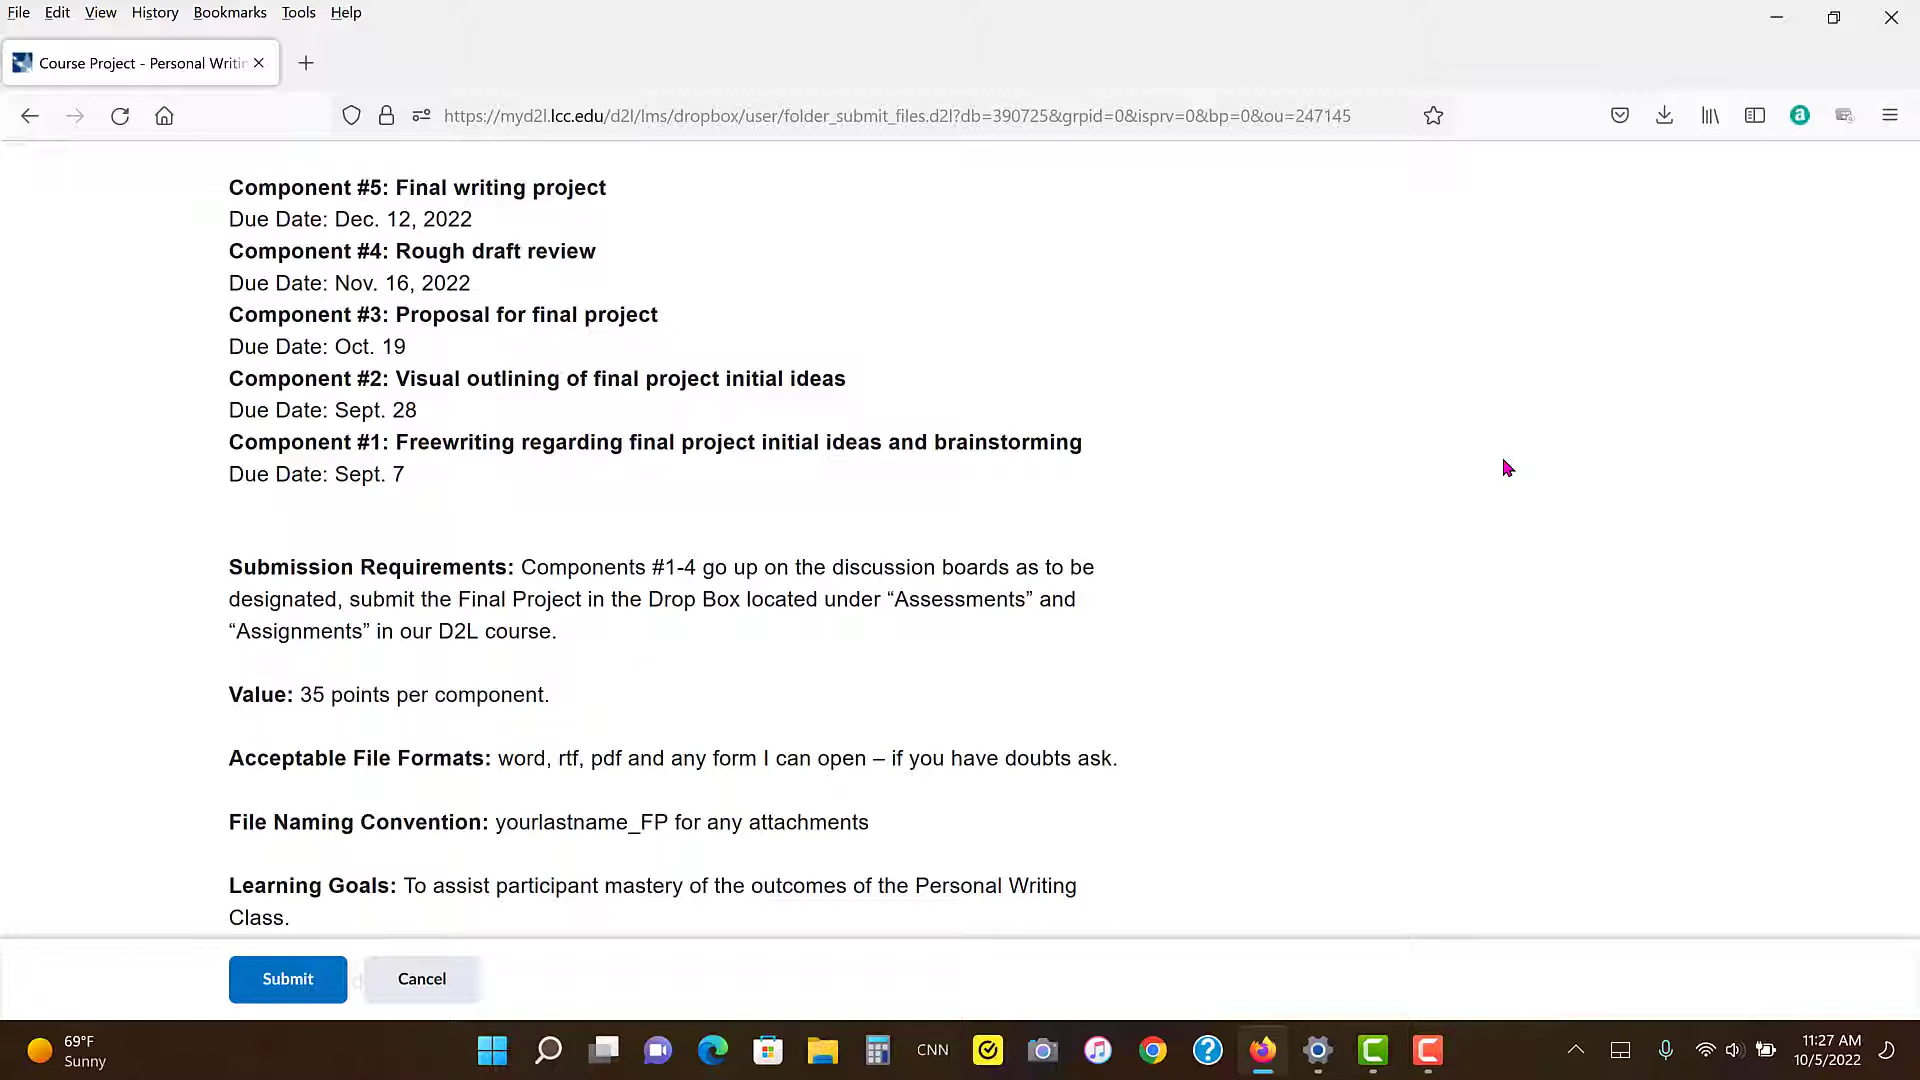 File Edit View History Bookmarks Tools Help
Course Project - Personal Writin
https://myd2l.lcc.edu/d2l/lms/dropbox/user/folder_submit_files.d2l?db=390725&grpid=0&isprv=0&bp=0&ou=247145
Component #5: Final writing project
Due Date: Dec. 12, 2022
Component #4: Rough draft review
Due Date: Nov. 16, 2022
Component #3: Proposal for final project
Due Date: Oct. 19
Component #2: Visual outlining of final project initial ideas
Due Date: Sept. 28
Component #1: Freewriting regarding final project initial ideas and brainstorming
Due Date: Sept. 7
Submission Requirements: Components #1-4 go up on the discussion boards as to be
designated, submit the Final Project in the Drop Box located under “Assessments” and
“Assignments” in our D2L course.
Value: 35 points per component.
Acceptable File Formats: word, rtf, pdf and any form I can open – if you have doubts ask.
File Naming Convention: yourlastname_FP for any attachments
Learning Goals: To assist participant mastery of the outcomes of the Personal Writing
Class.
Submit Cancel
69°F
Sunny
CNN
11:27 AM
10/5/2022